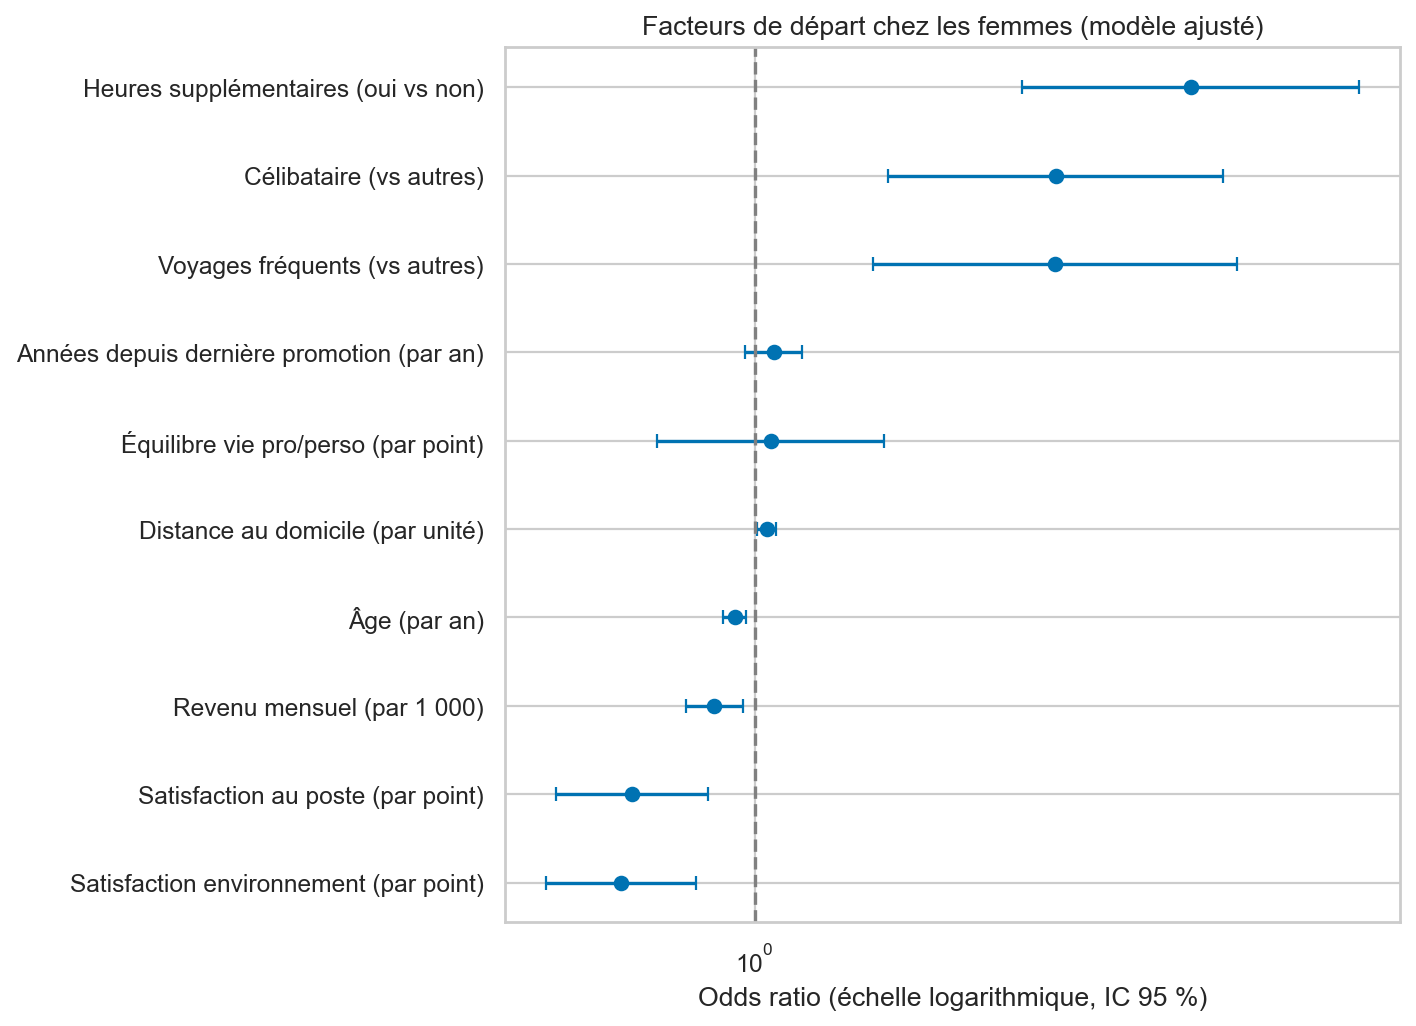 Facteurs de départ chez les femmes (modèle ajusté)
Heures supplémentaires (oui vs non)
Célibataire (vs autres)
Voyages fréquents (vs autres)
Années depuis dernière promotion (par an)
Équilibre vie pro/perso (par point)
Distance au domicile (par unité)
Âge (par an)
Revenu mensuel (par 1 000)
Satisfaction au poste (par point)
Satisfaction environnement (par point)
10⁰
Odds ratio (échelle logarithmique, IC 95 %)